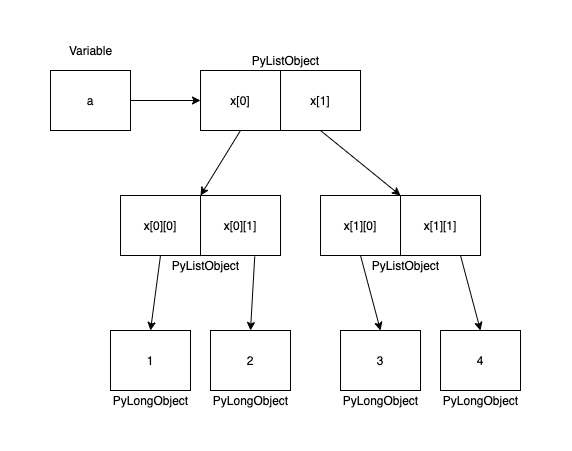 Variable
PyListObject
a
x[0]
x[1]
x[0][0]
x[0][1]
x[1][0]
x[1][1]
PyListObject
PyListObject
1
2
3
4
PyLongObject
PyLongObject
PyLongObject
PyLongObject